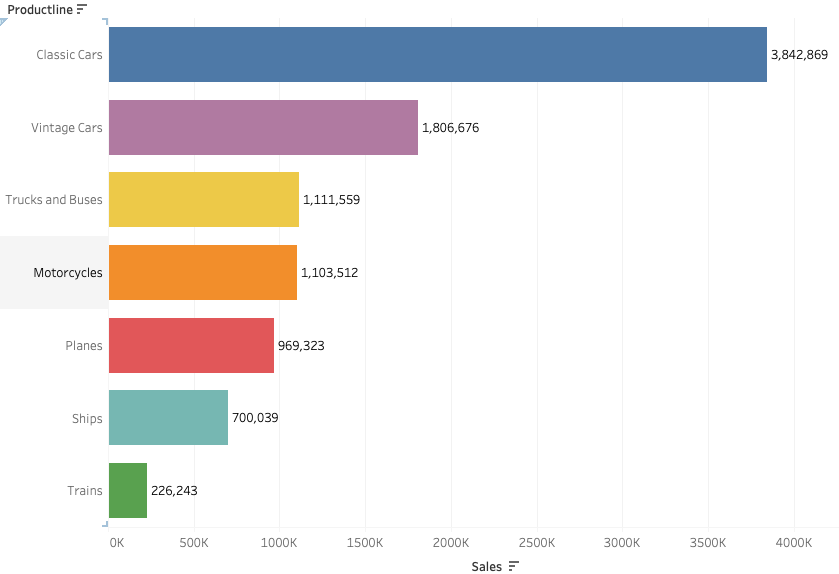 Productline
Classic Cars 3,842,869
Vintage Cars 1,806,676
Trucks and Buses 1,111,559
Motorcycles 1,103,512
Planes 969,323
Ships 700,039
Trains 226,243
0K 500K 1000K 1500K 2000K 2500K 3000K 3500K 4000K
Sales